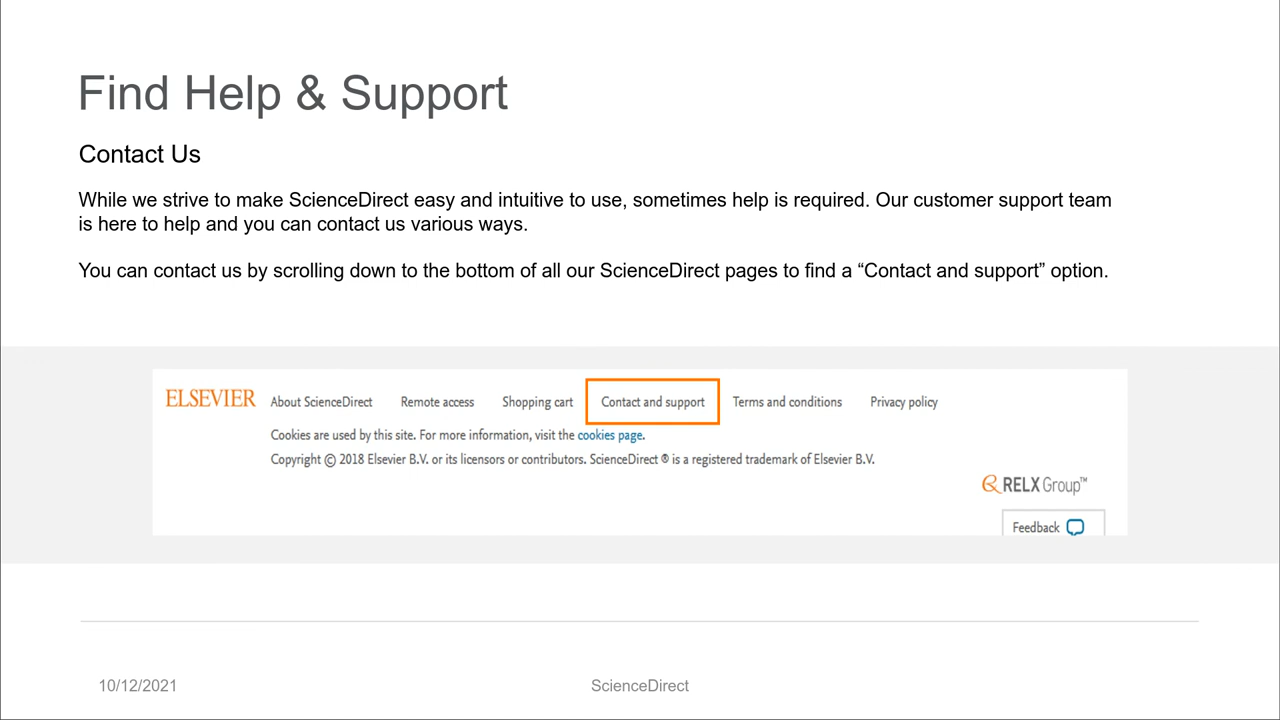 Find Help & Support
Contact Us
While we strive to make ScienceDirect easy and intuitive to use, sometimes help is required. Our customer support team
is here to help and you can contact us various ways.
You can contact us by scrolling down to the bottom of all our ScienceDirect pages to find a “Contact and support” option.
ELSEVIER About ScienceDirect Remote access Shopping cart Contact and support Terms and conditions Privacy policy
Cookies are used by this site. For more information, visit the cookies page.
Copyright © 2018 Elsevier B.V. or its licensors or contributors. ScienceDirect ® is a registered trademark of Elsevier B.V.
RELX Group™
Feedback
10/12/2021 ScienceDirect